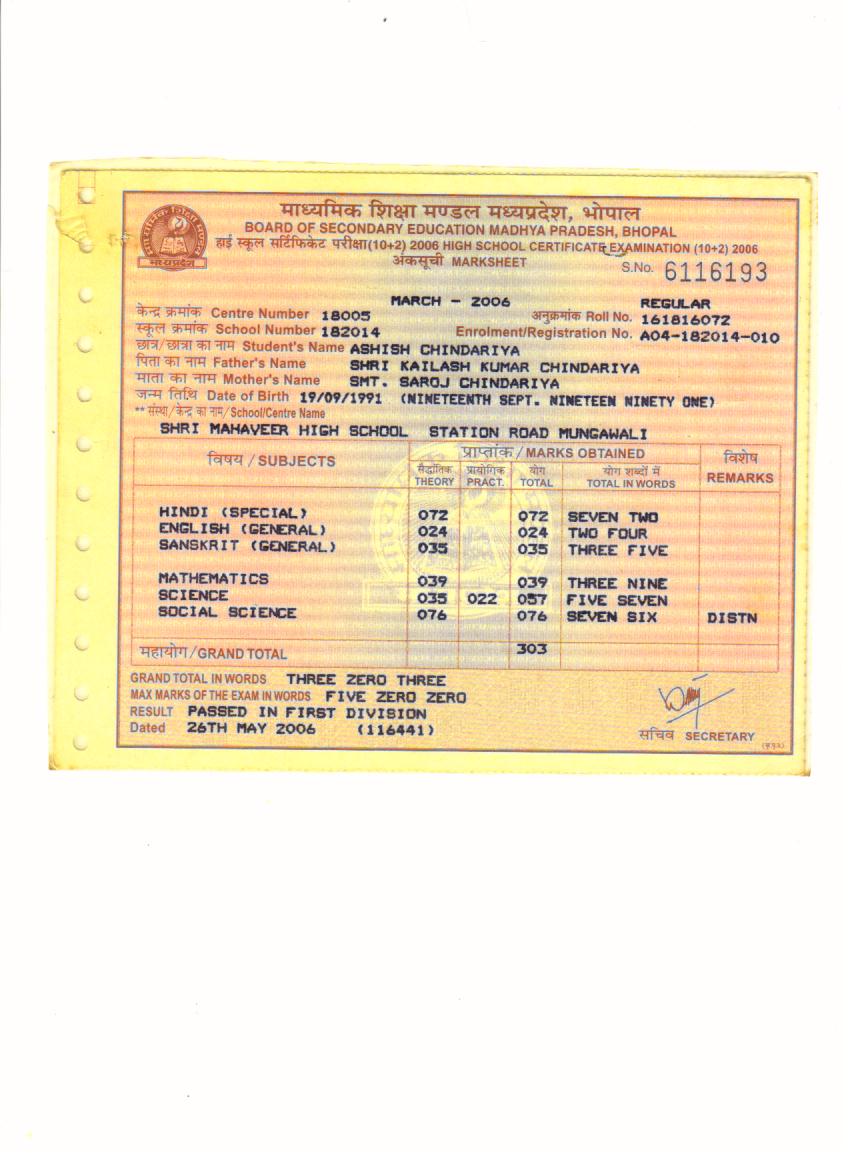 माध्यमिक शिक्षा मण्डल मध्यप्रदेश, भोपाल
BOARD OF SECONDARY EDUCATION MADHYA PRADESH, BHOPAL
हाई स्कूल सर्टिफिकेट परीक्षा(10+2) 2006 HIGH SCHOOL CERTIFICATE EXAMINATION (10+2) 2006
अंकसूची MARKSHEET
S.No. 6116193
मध्यप्रदेश
MARCH - 2006 REGULAR
केन्द्र क्रमांक Centre Number 18005 अनुक्रमांक Roll No. 161816072
स्कूल क्रमांक School Number 182014 Enrolment/Registration No. A04-182014-010
छात्र/छात्रा का नाम Student's Name ASHISH CHINDARIYA
पिता का नाम Father's Name SHRI KAILASH KUMAR CHINDARIYA
माता का नाम Mother's Name SMT. SAROJ CHINDARIYA
जन्म तिथि Date of Birth 19/09/1991 (NINETEENTH SEPT. NINETEEN NINETY ONE)
** संस्था/केन्द्र का नाम/School/Centre Name
SHRI MAHAVEER HIGH SCHOOL STATION ROAD MUNGAWALI
विषय/SUBJECTS प्राप्तांक/MARKS OBTAINED विशेष
सैद्धांतिक प्रायोगिक योग योग शब्दों में REMARKS
THEORY PRACT. TOTAL TOTAL IN WORDS
HINDI (SPECIAL) 072 072 SEVEN TWO
ENGLISH (GENERAL) 024 024 TWO FOUR
SANSKRIT (GENERAL) 035 035 THREE FIVE
MATHEMATICS 039 039 THREE NINE
SCIENCE 035 022 057 FIVE SEVEN
SOCIAL SCIENCE 076 076 SEVEN SIX DISTN
महायोग/GRAND TOTAL 303
GRAND TOTAL IN WORDS THREE ZERO THREE
MAX MARKS OF THE EXAM IN WORDS FIVE ZERO ZERO
RESULT PASSED IN FIRST DIVISION
Dated 26TH MAY 2006 (116441)
सचिव SECRETARY